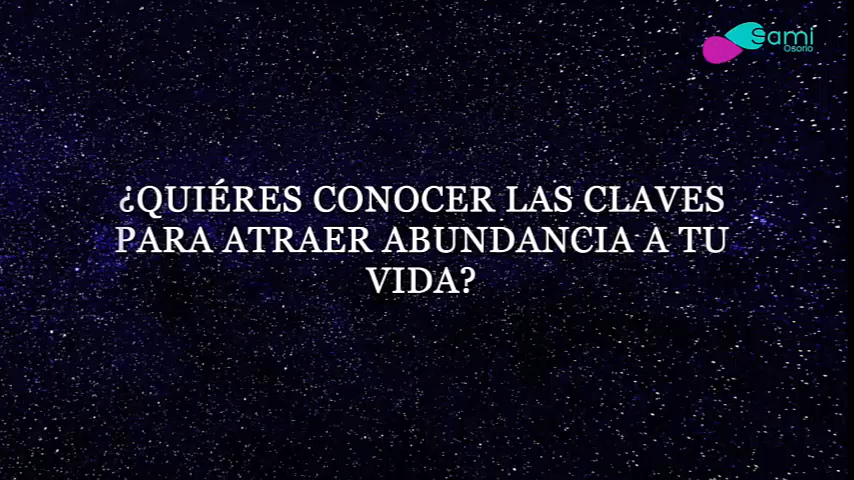 Sami
Osorio
¿QUIÉRES CONOCER LAS CLAVES
PARA ATRAER ABUNDANCIA A TU
VIDA?